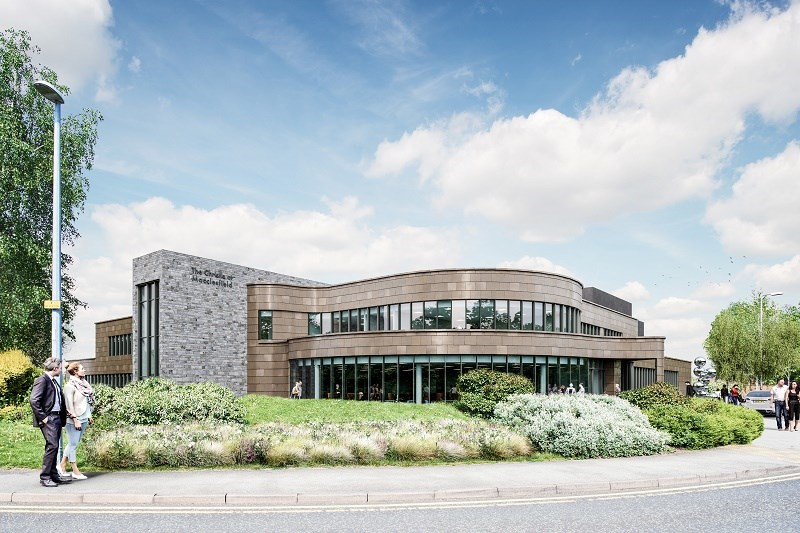 The Christie at
Macclesfield